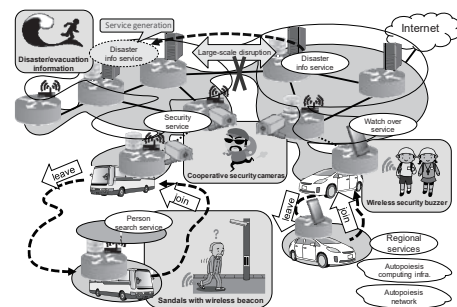 Service generation
Internet
Disaster
info service
Large-scale disruption
Disaster
info service
Disaster/evacuation
information
Security
service
Watch over
service
leave
join
Cooperative security cameras
Wireless security buzzer
leave
join
Person
search service
?
Regional
services
Autopoiesis
computing infra.
Autopoiesis
network
Sandals with wireless beacon